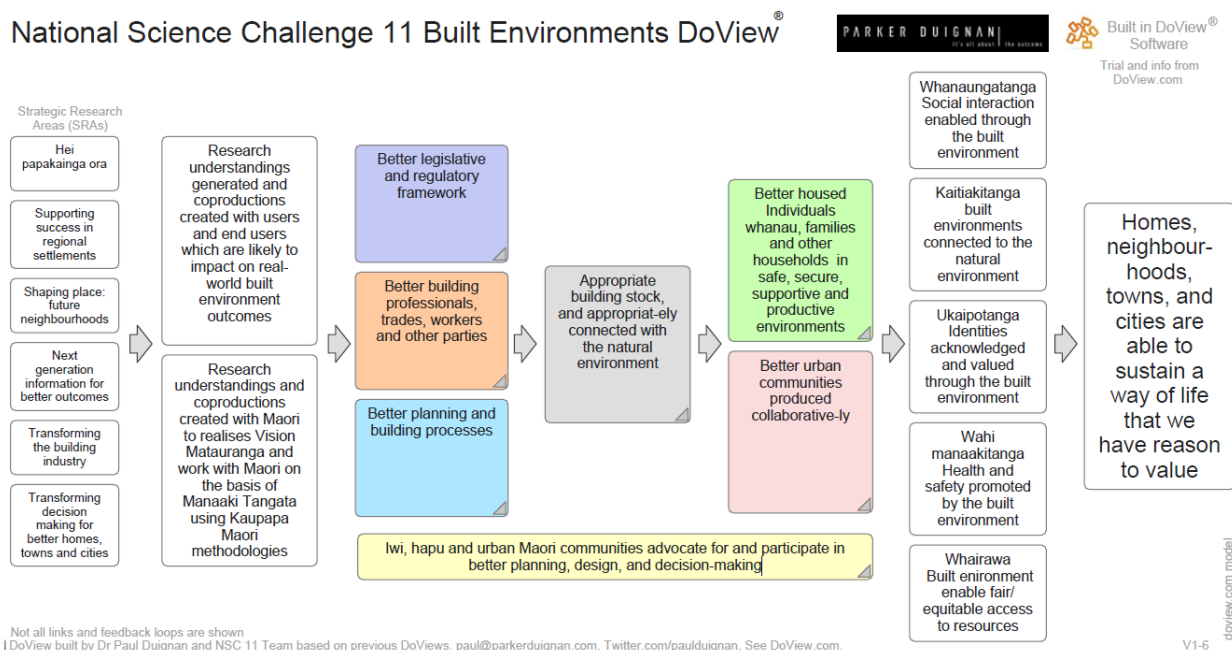 National Science Challenge 11 Built Environments DoView®
PARKER DUIGNAN
It's all about | the outcome
Built in DoView®
Software
Trial and info from
DoView.com
Strategic Research
Areas (SRAs)
Hei
papakainga ora
Supporting
success in
regional
settlements
Shaping place:
future
neighbourhoods
Next
generation
information for
better outcomes
Transforming
the building
industry
Transforming
decision
making for
better homes,
towns and cities
Research
understandings
generated and
coproductions
created with users
and end users
which are likely to
impact on real-
world built
environment
outcomes
Research
understandings and
coproductions
created with Maori
to realises Vision
Matauranga and
work with Maori on
the basis of
Manaaki Tangata
using Kaupapa
Maori
methodologies
Better legislative
and regulatory
framework
Better building
professionals,
trades, workers
and other parties
Better planning and
building processes
Appropriate
building stock,
and appropriat-ely
connected with
the natural
environment
Better housed
Individuals
whanau, families
and other
households in
safe, secure,
supportive and
productive
environments
Better urban
communities
produced
collaborative-ly
Iwi, hapu and urban Maori communities advocate for and participate in
better planning, design, and decision-making
Whanaungatanga
Social interaction
enabled through
the built
environment
Kaitiakitanga
built
environments
connected to the
natural
environment
Ukaipotanga
Identities
acknowledged
and valued
through the built
environment
Wahi
manaakitanga
Health and
safety promoted
by the built
environment
Whairawa
Built enironment
enable fair/
equitable access
to resources
Homes,
neighbour-
hoods,
towns, and
cities are
able to
sustain a
way of life
that we
have reason
to value
Not all links and feedback loops are shown
DoView built by Dr Paul Duignan and NSC 11 Team based on previous DoViews. paul@parkerduignan.com. Twitter.com/paulduignan. See DoView.com.
V1-6
doview.com model